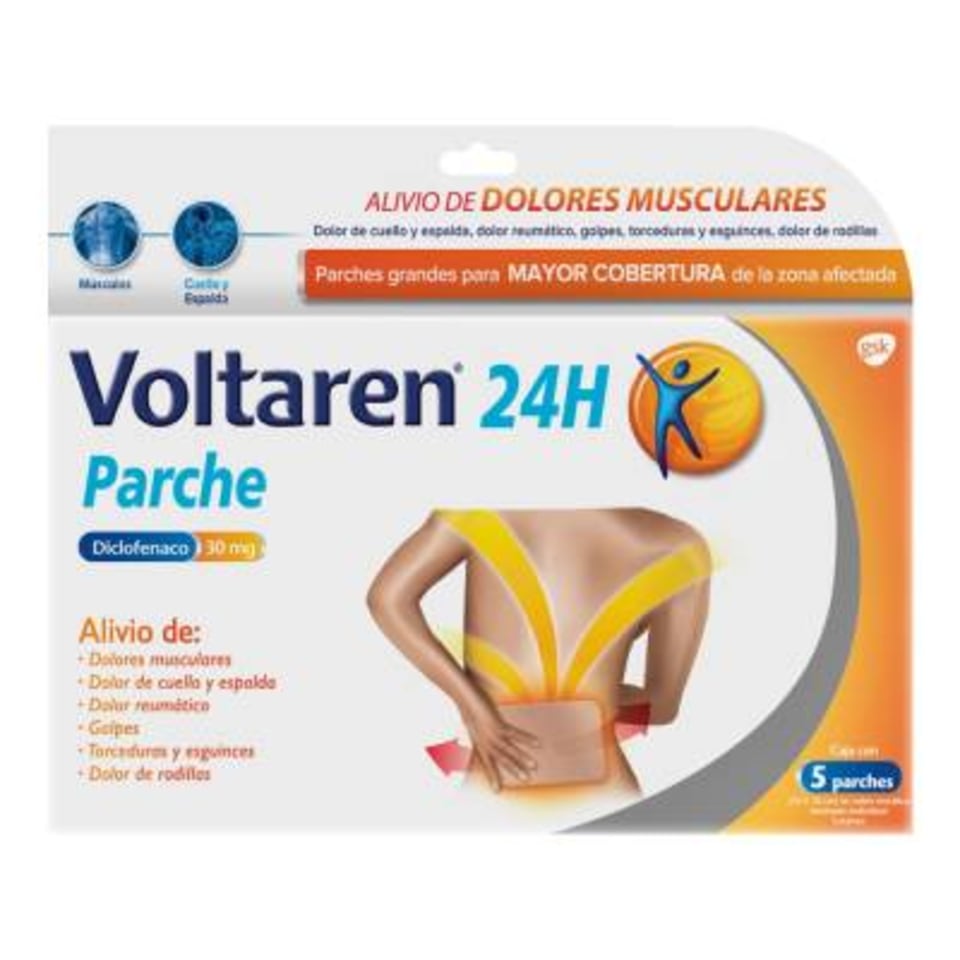 ALIVIO DE DOLORES MUSCULARES
Dolor de cuello y espalda, dolor reumático, golpes, torceduras y esguinces, dolor de rodillas
Músculos
Cuello y
Espalda
Parches grandes para MAYOR COBERTURA de la zona afectada
gsk
Voltaren® 24H
Parche
Diclofenaco 30 mg
Alivio de:
• Dolores musculares
• Dolor de cuello y espalda
• Dolor reumático
• Golpes
• Torceduras y esguinces
• Dolor de rodillas
Caja con
5 parches